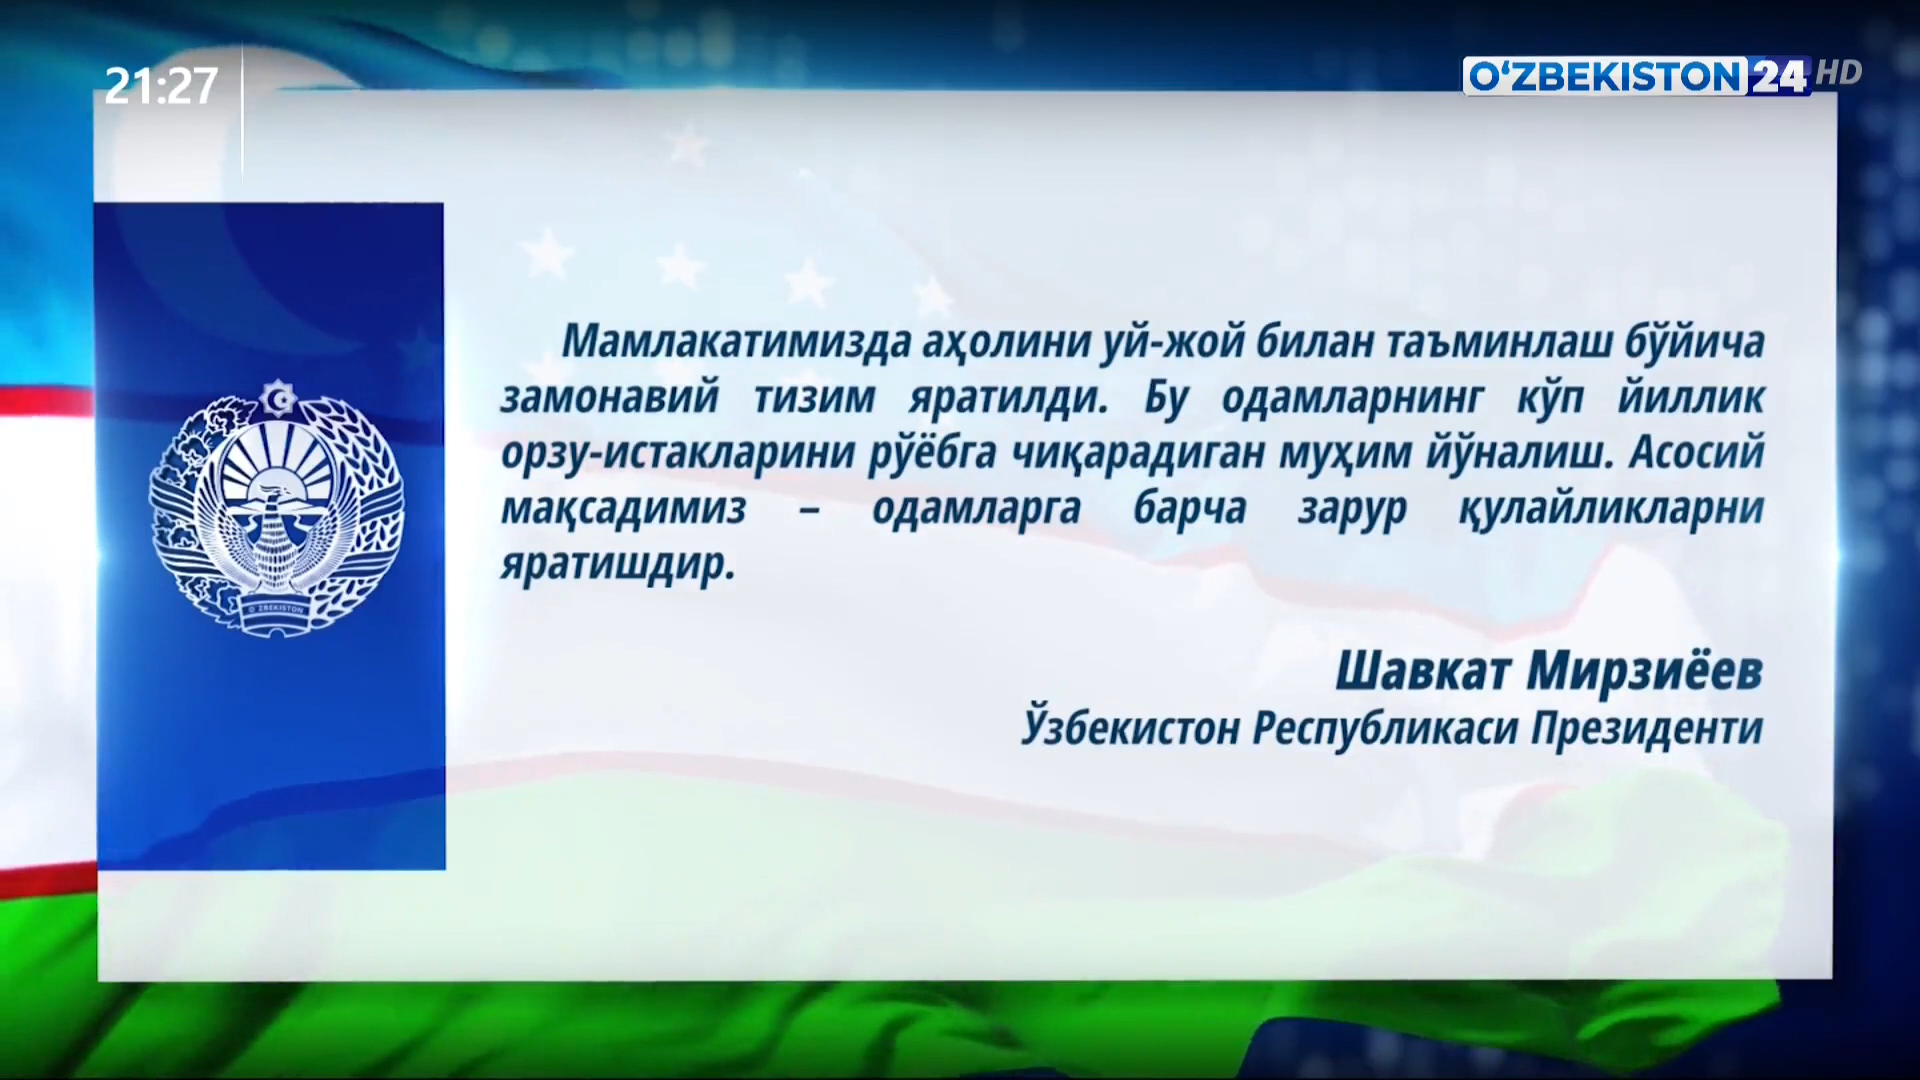 21:27
O‘ZBEKISTON 24 HD
Мамлакатимизда аҳолини уй-жой билан таъминлаш бўйича
замонавий тизим яратилди. Бу одамларнинг кўп йиллик
орзу-истакларини рўёбга чиқарадиган муҳим йўналиш. Асосий
мақсадимиз – одамларга барча зарур қулайликларни
яратишдир.
Шавкат Мирзиёев
Ўзбекистон Республикаси Президенти
O‘ZBEKISTON